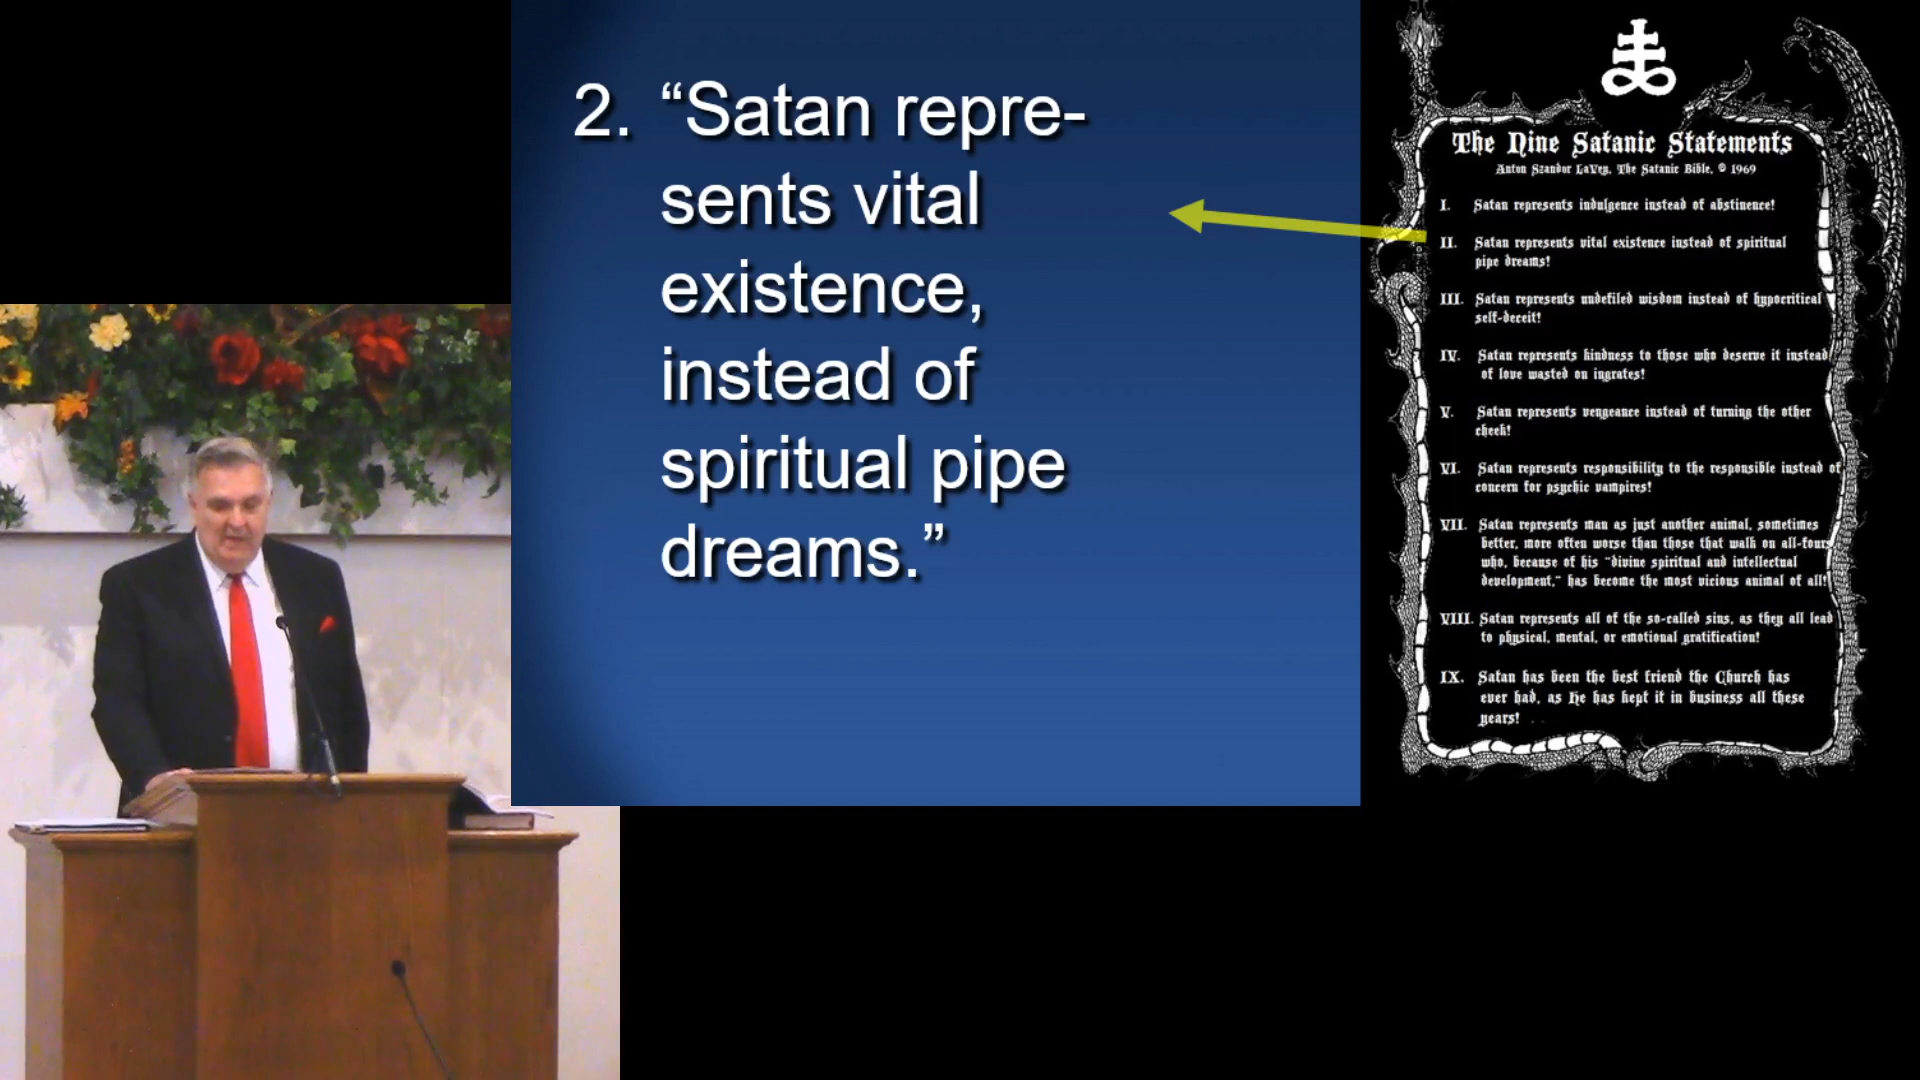 2. “Satan repre-
sents vital
existence,
instead of
spiritual pipe
dreams.”
The Nine Satanic Statements
Anton Szandor LaVey, The Satanic Bible, © 1969
I. Satan represents indulgence instead of abstinence!
II. Satan represents vital existence instead of spiritual
pipe dreams!
III. Satan represents undefiled wisdom instead of hypocritical
self-deceit!
IV. Satan represents kindness to those who deserve it instead
of love wasted on ingrates!
V. Satan represents vengeance instead of turning the other
cheek!
VI. Satan represents responsibility to the responsible instead of
concern for psychic vampires!
VII. Satan represents man as just another animal, sometimes
better, more often worse than those that walk on all-fours
who, because of his "divine spiritual and intellectual
development," has become the most vicious animal of all!
VIII. Satan represents all of the so-called sins, as they all lead
to physical, mental, or emotional gratification!
IX. Satan has been the best friend the Church has
ever had, as He has kept it in business all these
years!